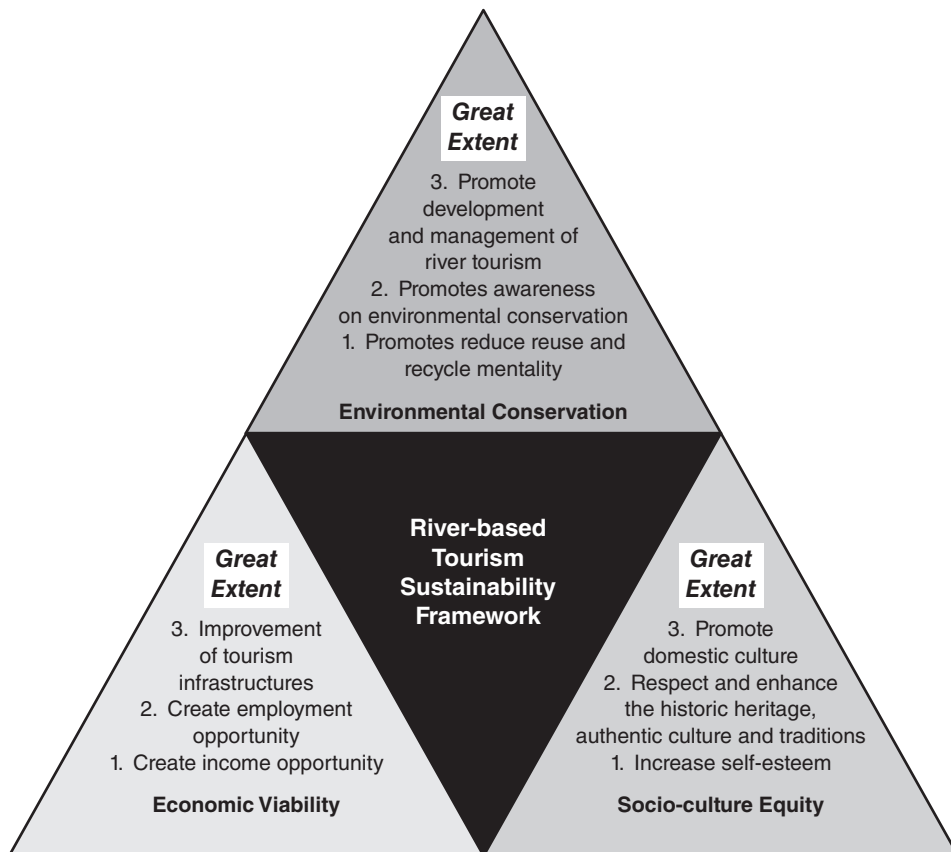 Great
Extent
3. Promote
development
and management of
river tourism
2. Promotes awareness
on environmental conservation
1. Promotes reduce reuse and
recycle mentality
Environmental Conservation
River-based
Tourism
Sustainability
Framework
Great
Extent
3. Improvement
of tourism
infrastructures
2. Create employment
opportunity
1. Create income opportunity
Economic Viability
Great
Extent
3. Promote
domestic culture
2. Respect and enhance
the historic heritage,
authentic culture and traditions
1. Increase self-esteem
Socio-culture Equity